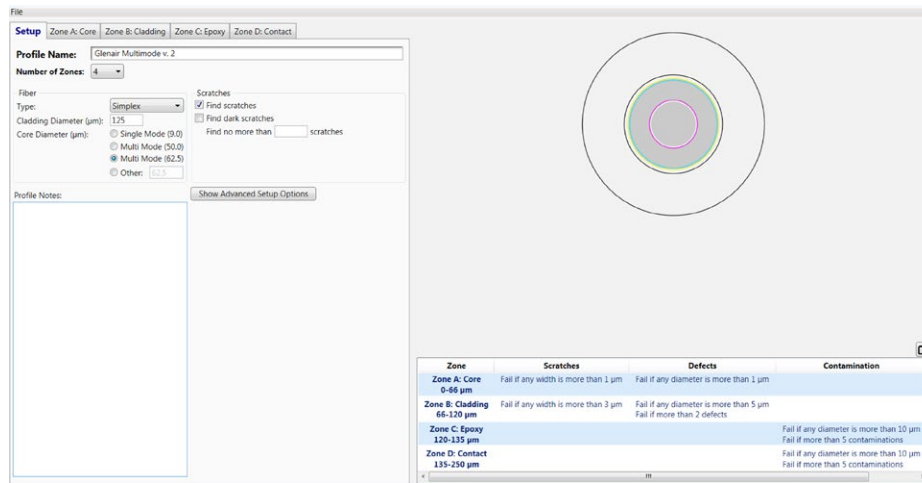 File
Setup Zone A: Core Zone B: Cladding Zone C: Epoxy Zone D: Contact
Profile Name: Glenair Multimode v. 2
Number of Zones: 4
Fiber
Type: Simplex
Cladding Diameter (µm): 125
Core Diameter (µm): Single Mode (9.0)
Multi Mode (50.0)
Multi Mode (62.5)
Other: 62.5
Scratches
Find scratches
Find dark scratches
Find no more than scratches
Profile Notes:
Show Advanced Setup Options
Zone Scratches Defects Contamination
Zone A: Core Fail if any width is more than 1 µm Fail if any diameter is more than 1 µm
0-66 µm
Zone B: Cladding Fail if any width is more than 3 µm Fail if any diameter is more than 5 µm
66-120 µm Fail if more than 2 defects
Zone C: Epoxy Fail if any diameter is more than 10 µm
120-135 µm Fail if more than 5 contaminations
Zone D: Contact Fail if any diameter is more than 10 µm
135-250 µm Fail if more than 5 contaminations